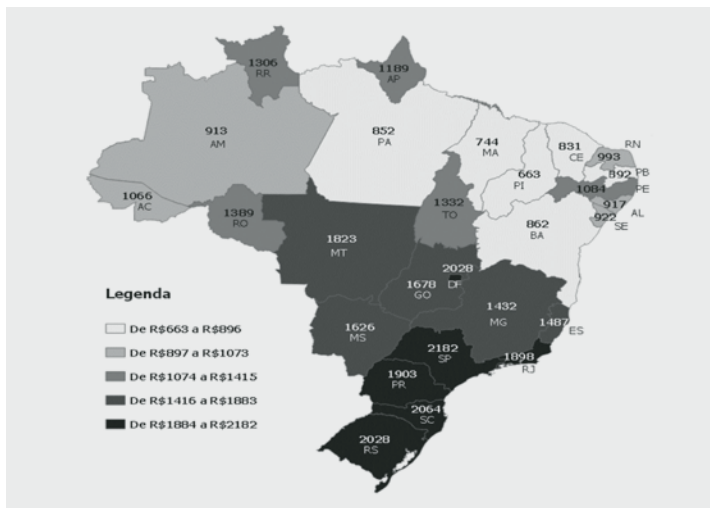 1306
RR
1189
AP
913
AM
852
PA
744
MA
831
CE
RN
993
PB
892
PE
1084
663
PI
917
AL
922
SE
1066
AC
1389
RO
1332
TO
862
BA
1823
MT
2028
DF
1678
GO
1432
MG
1487
ES
1626
MS
2182
SP
1898
RJ
1903
PR
2064
SC
2028
RS
Legenda
De R$663 a R$896
De R$897 a R$1073
De R$1074 a R$1415
De R$1416 a R$1883
De R$1884 a R$2182